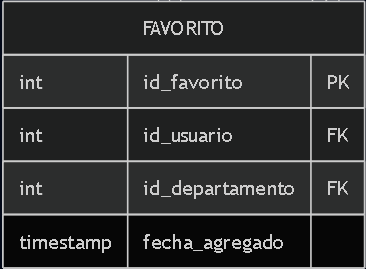 FAVORITO
int id_favorito PK
int id_usuario FK
int id_departamento FK
timestamp fecha_agregado